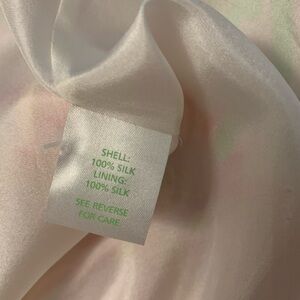 SHELL:
100% SILK
LINING:
100% SILK
SEE REVERSE
FOR CARE